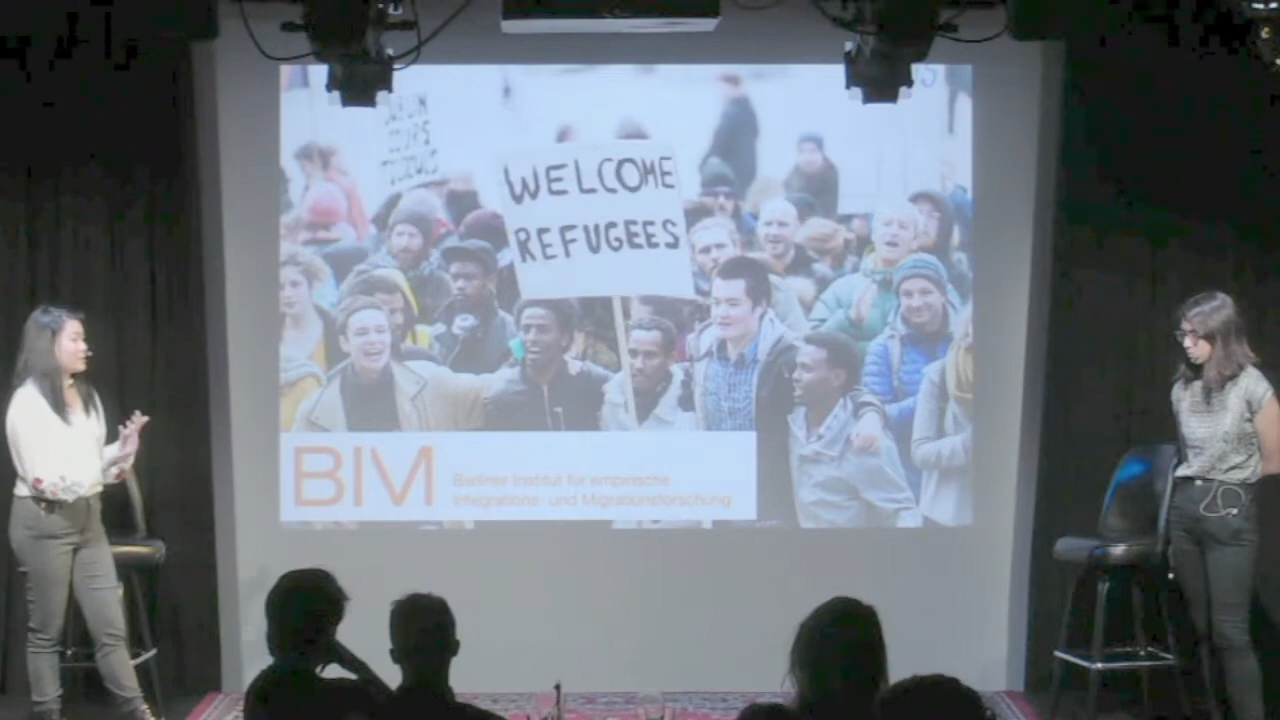 WELCOME
REFUGEES
BIM
Berliner Institut für empirische
Integrations- und Migrationsforschung